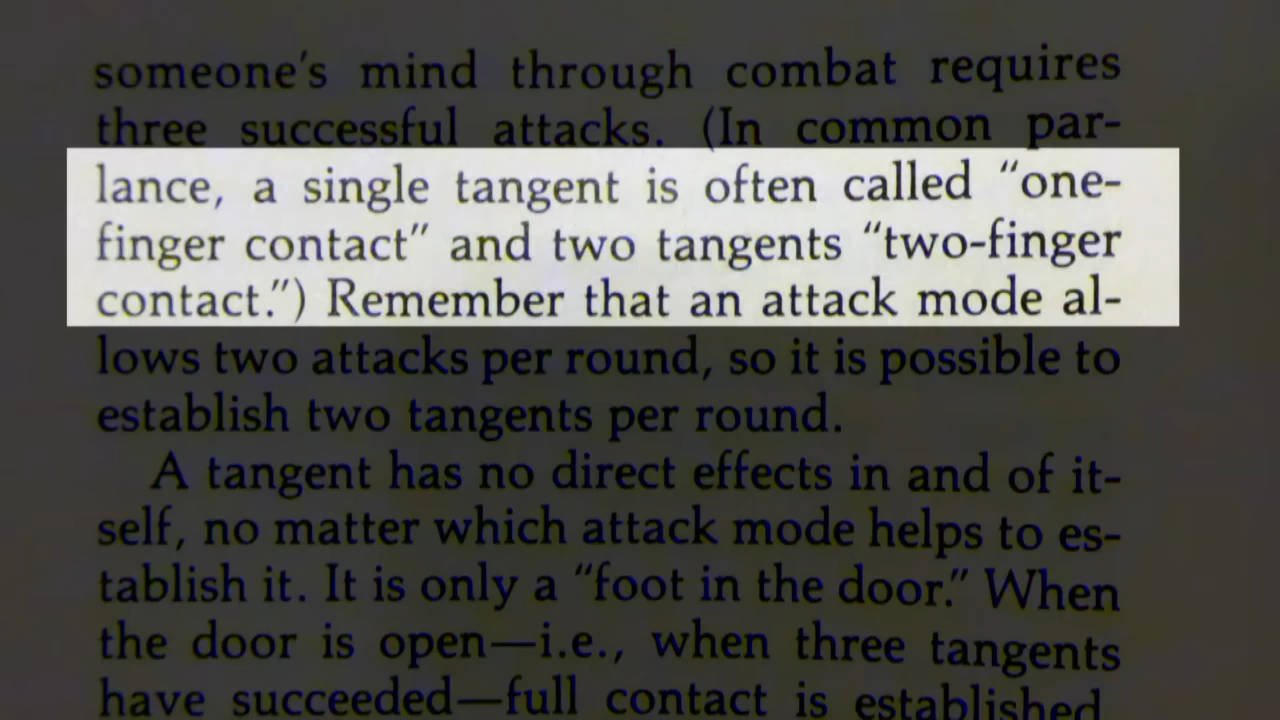 someone's mind through combat requires
three successful attacks. (In common par-
lance, a single tangent is often called “one-
finger contact” and two tangents “two-finger
contact.”) Remember that an attack mode al-
lows two attacks per round, so it is possible to
establish two tangents per round.
A tangent has no direct effects in and of it-
self, no matter which attack mode helps to es-
tablish it. It is only a “foot in the door.” When
the door is open—i.e., when three tangents
have succeeded—full contact is established.